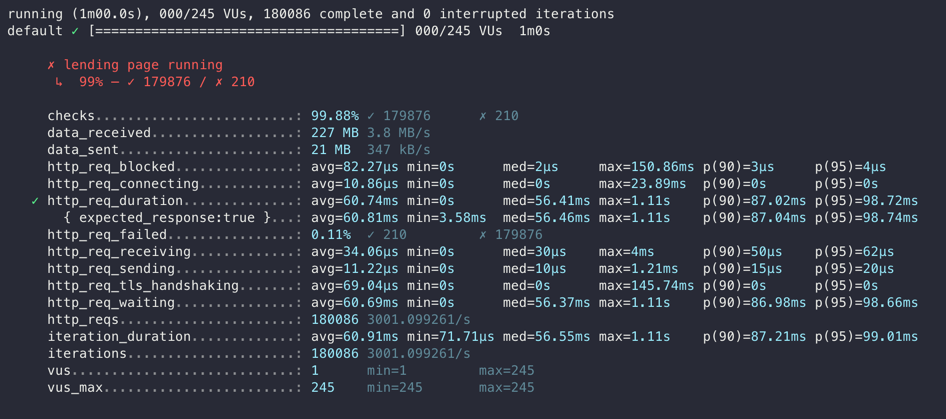 running (1m00.0s), 000/245 VUs, 180086 complete and 0 interrupted iterations
default ✓ [======================================] 000/245 VUs  1m0s
✗ lending page running
↳  99% — ✓ 179876 / ✗ 210
checks.........................: 99.88% ✓ 179876      ✗ 210
data_received..................: 227 MB 3.8 MB/s
data_sent......................: 21 MB  347 kB/s
http_req_blocked...............: avg=82.27µs min=0s      med=2µs     max=150.86ms p(90)=3µs     p(95)=4µs
http_req_connecting............: avg=10.86µs min=0s      med=0s      max=23.89ms  p(90)=0s      p(95)=0s
✓ http_req_duration..............: avg=60.74ms min=0s      med=56.41ms max=1.11s    p(90)=87.02ms p(95)=98.72ms
{ expected_response:true }...: avg=60.81ms min=3.58ms  med=56.46ms max=1.11s    p(90)=87.04ms p(95)=98.74ms
http_req_failed................: 0.11%  ✓ 210         ✗ 179876
http_req_receiving.............: avg=34.06µs min=0s      med=30µs    max=4ms      p(90)=50µs    p(95)=62µs
http_req_sending...............: avg=11.22µs min=0s      med=10µs    max=1.21ms   p(90)=15µs    p(95)=20µs
http_req_tls_handshaking.......: avg=69.04µs min=0s      med=0s      max=145.74ms p(90)=0s      p(95)=0s
http_req_waiting...............: avg=60.69ms min=0s      med=56.37ms max=1.11s    p(90)=86.98ms p(95)=98.66ms
http_reqs......................: 180086 3001.099261/s
iteration_duration.............: avg=60.91ms min=71.71µs med=56.55ms max=1.11s    p(90)=87.21ms p(95)=99.01ms
iterations.....................: 180086 3001.099261/s
vus............................: 1      min=1         max=245
vus_max........................: 245    min=245       max=245